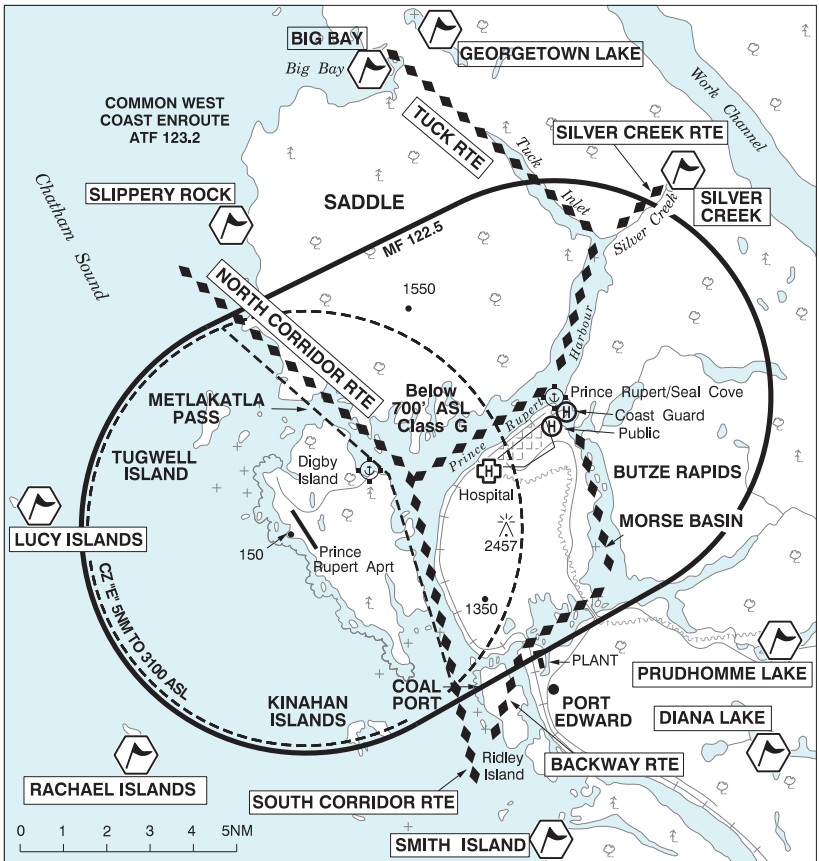 BIG BAY
Big Bay
GEORGETOWN LAKE
COMMON WEST
COAST ENROUTE
ATF 123.2
TUCK RTE
Work Channel
SILVER CREEK RTE
Tuck
Inlet
SILVER
CREEK
Silver Creek
Chatham Sound
SLIPPERY ROCK
SADDLE
MF 122.5
NORTH CORRIDOR RTE
1550
Harbour
METLAKATLA
PASS
Below
700' ASL
Class G
Prince Rupert
Prince Rupert/Seal Cove
H
Coast Guard
H
Public
TUGWELL
ISLAND
Digby
Island
H
Hospital
BUTZE RAPIDS
MORSE BASIN
LUCY ISLANDS
150
Prince
Rupert Aprt
2457
CZ "E" 5NM TO 3100 ASL
1350
PLANT
PRUDHOMME LAKE
COAL
PORT
KINAHAN
ISLANDS
PORT
EDWARD
DIANA LAKE
RACHAEL ISLANDS
Ridley
Island
BACKWAY RTE
SOUTH CORRIDOR RTE
SMITH ISLAND
0 1 2 3 4 5NM